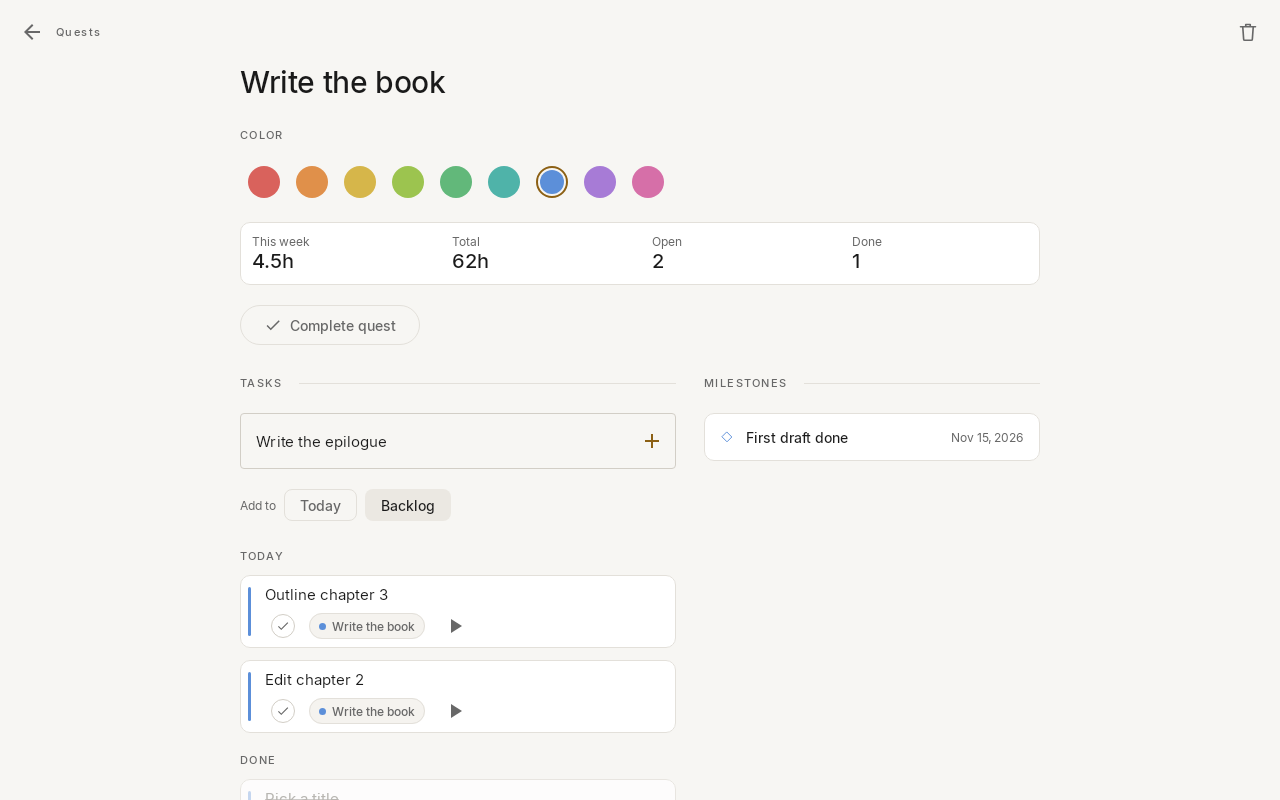 Quests
Write the book
COLOR
This week
4.5h
Total
62h
Open
2
Done
1
Complete quest
TASKS
Write the epilogue
Add to
Today
Backlog
TODAY
Outline chapter 3
Write the book
Edit chapter 2
Write the book
DONE
Pick a title
MILESTONES
First draft done
Nov 15, 2026